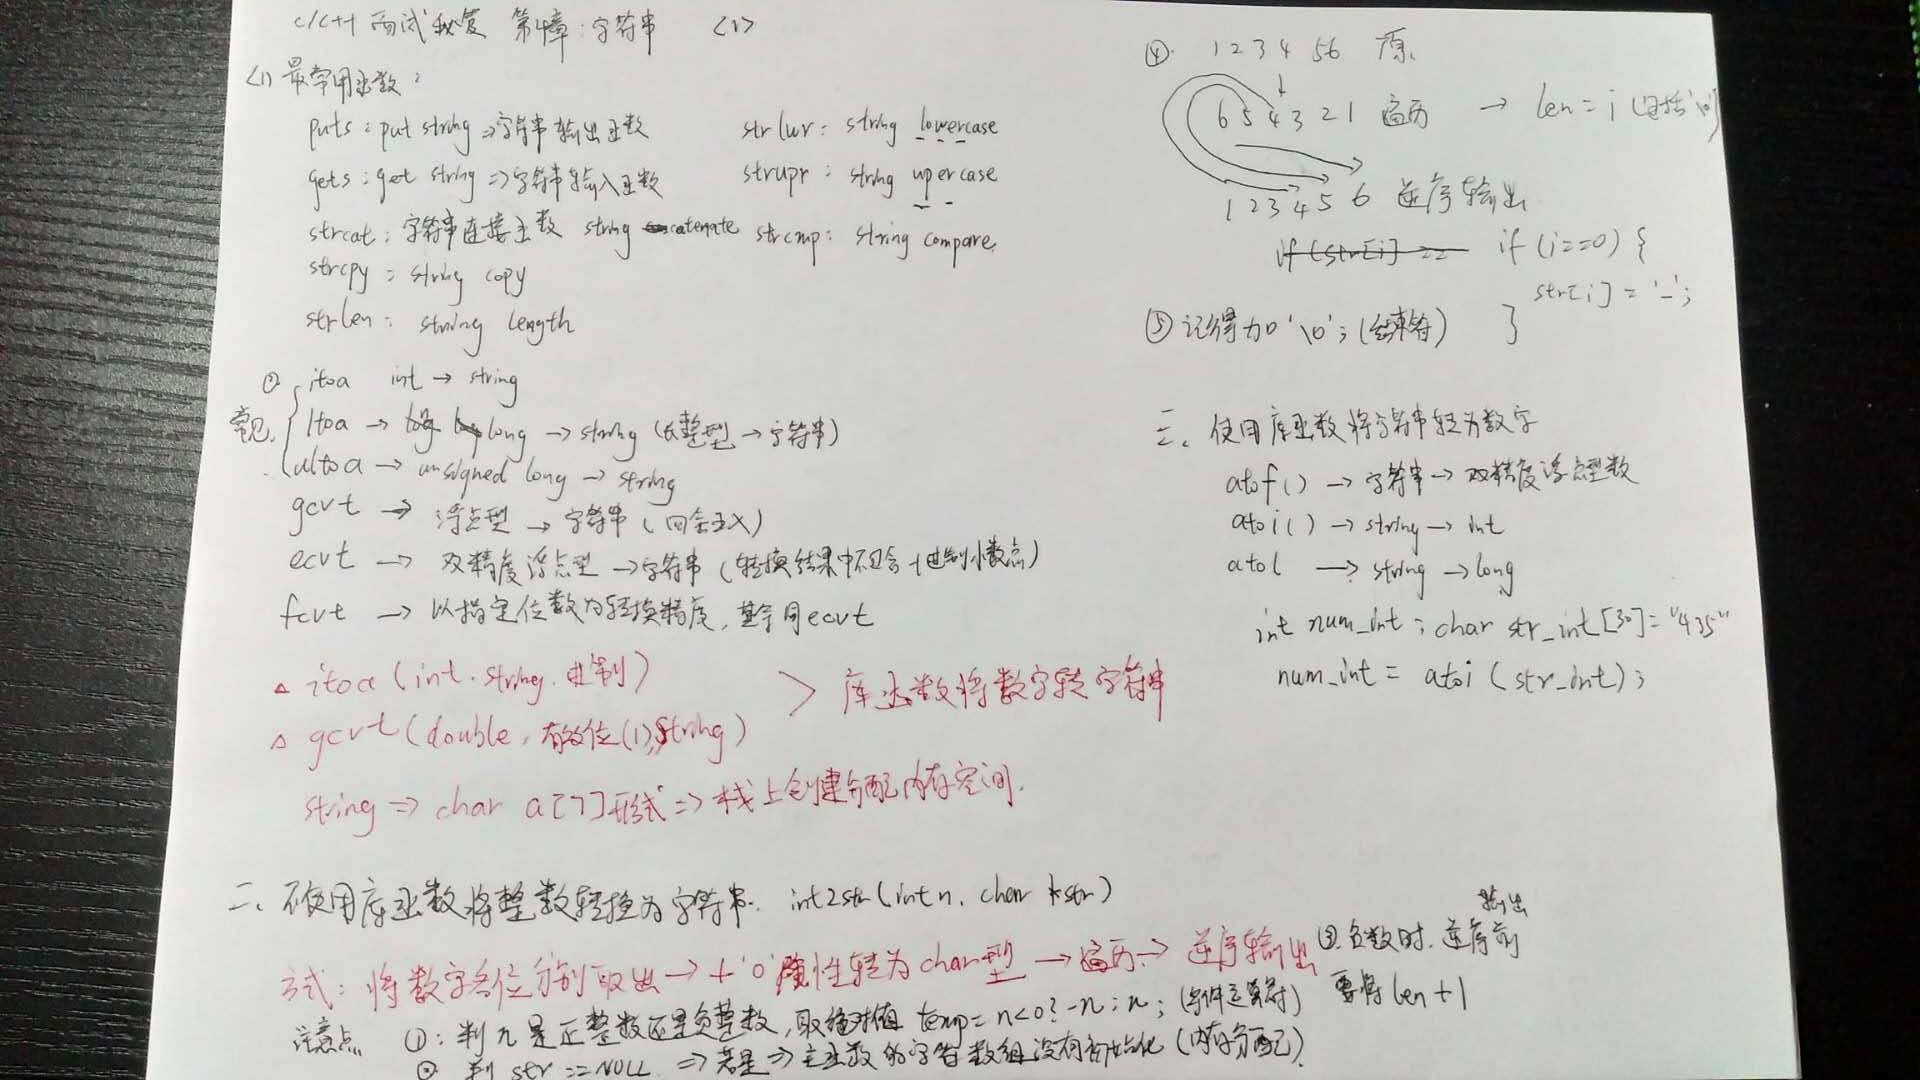 C/C++ 面试秘笈 第4章:字符串 <1>
<1> 最常用函数:
puts: put string ⇒字符串输出函数
strlwr: string lowercase
gets: get string ⇒字符串输入函数
strupr: string upercase
strcat: 字符串连接函数 string catenate
strcmp: string compare.
strcpy: string copy
strlen: string length
② 常见
itoa int → string
ltoa → long → string (长整型→字符串)
ultoa → unsigned long → string
gcvt → 浮点型 → 字符串 (四舍五入)
ecvt → 双精度浮点型 →字符串 (转换结果中不包含十进制小数点)
fcvt → 以指定位数为转换精度, 其余同ecvt
△ itoa (int. string. 进制)
△ gcvt (double, 有效位(1), string)
> 库函数将数字转字符串
string ⇒ char a[7]形式 ⇒ 栈上创建分配内存空间.
二、不使用库函数将整数转换为字符串. int2str (int n, char *str)
方式: 将数字各位分别取出 → +'0' 隐性转为char型 → 遍历 → 逆序输出
注意点 ①: 判n是正整数还是负整数, 取绝对值 temp = n<0? -n : n; (条件运算符)
② 判 str == NULL ⇒ 若是 ⇒ 主函数的字符数组没有初始化 (内存分配).
③ 负数时. 逆序前输出
要将 len+1
④. 1 2 3 4 5 6 原.
6 5 4 3 2 1 遍历 → len = i (包括'\0')
1 2 3 4 5 6 逆序输出
if (str[i] ==
if (i==0) {
str[i] = '-';
}
⑤ 记得加'\0'; (结束符)
三、使用库函数将字符串转为数字
atof() → 字符串 → 双精度浮点型数
atoi() → string → int
atol → string → long
int num_int ; char str_int[30] = "435"
num_int = atoi (str_int);